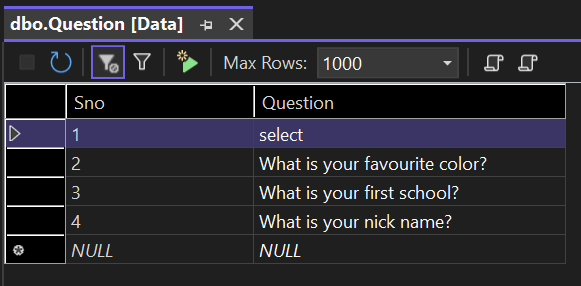 dbo.Question [Data]
Max Rows: 1000
Sno Question
1 select
2 What is your favourite color?
3 What is your first school?
4 What is your nick name?
NULL NULL